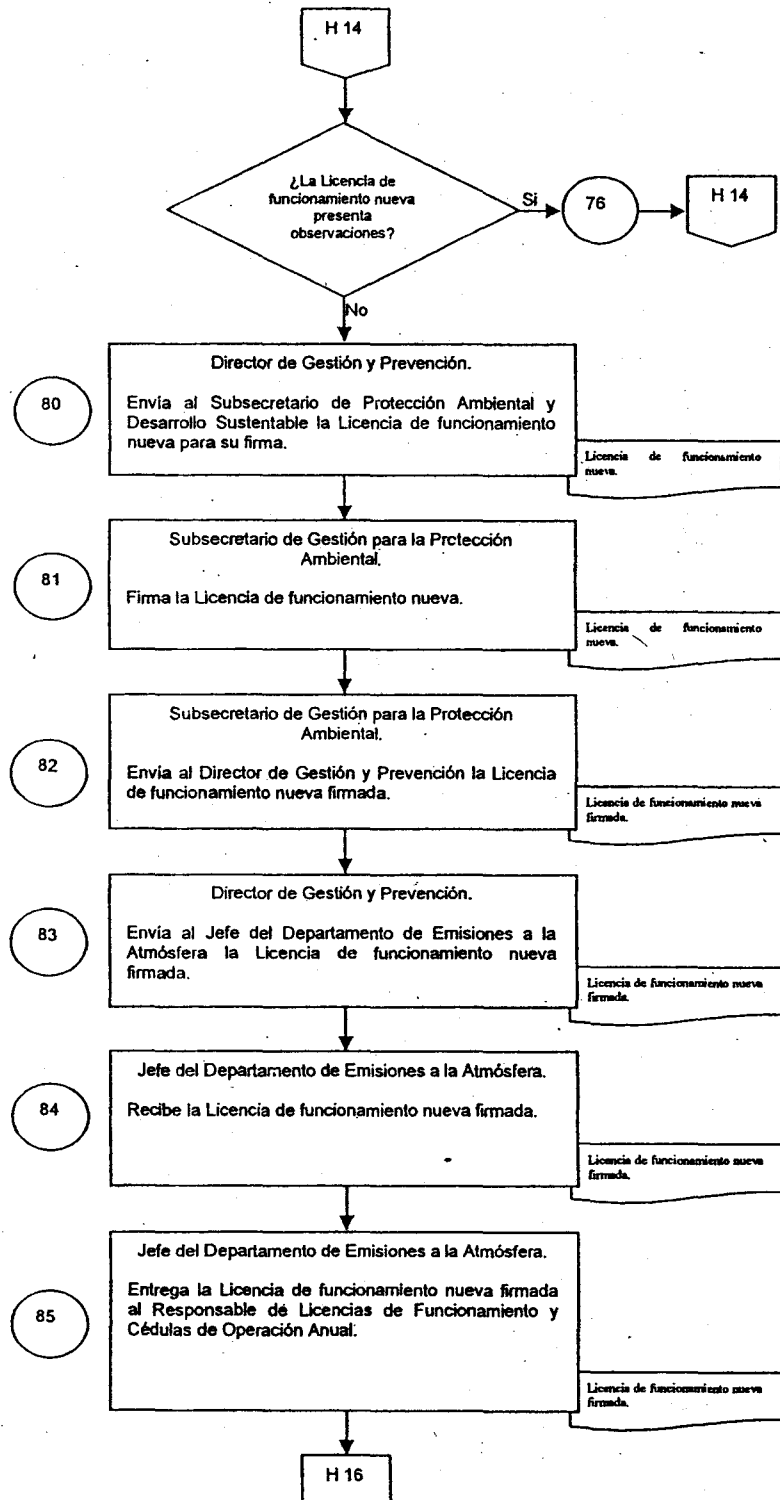 H 14
¿La Licencia de
funcionamiento nueva
presenta
observaciones?
Si
76
H 14
No
80
Director de Gestión y Prevención.
Envía al Subsecretario de Protección Ambiental y
Desarrollo Sustentable la Licencia de funcionamiento
nueva para su firma.
Licencia de funcionamiento
nueva.
81
Subsecretario de Gestión para la Protección
Ambiental.
Firma la Licencia de funcionamiento nueva.
Licencia de funcionamiento
nueva.
82
Subsecretario de Gestión para la Protección
Ambiental.
Envía al Director de Gestión y Prevención la Licencia
de funcionamiento nueva firmada.
Licencia de funcionamiento nueva
firmada.
83
Director de Gestión y Prevención.
Envía al Jefe del Departamento de Emisiones a la
Atmósfera la Licencia de funcionamiento nueva
firmada.
Licencia de funcionamiento nueva
firmada.
84
Jefe del Departamento de Emisiones a la Atmósfera.
Recibe la Licencia de funcionamiento nueva firmada.
Licencia de funcionamiento nueva
firmada.
85
Jefe del Departamento de Emisiones a la Atmósfera.
Entrega la Licencia de funcionamiento nueva firmada
al Responsable de Licencias de Funcionamiento y
Cédulas de Operación Anual.
Licencia de funcionamiento nueva
firmada.
H 16